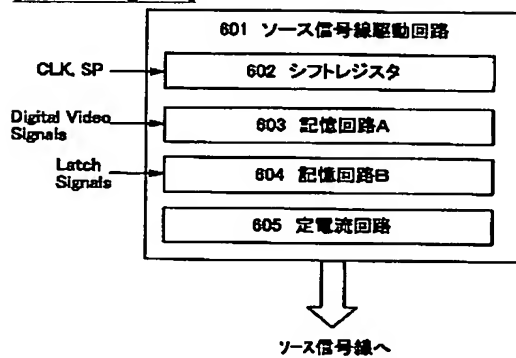 601 ソース信号線駆動回路
CLK, SP
602 シフトレジスタ
Digital Video
Signals
603 記憶回路A
Latch
Signals
604 記憶回路B
605 定電流回路
ソース信号線へ